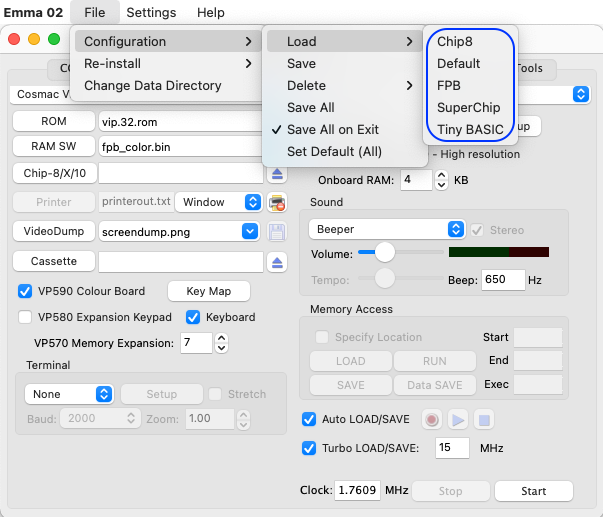 Emma 02 File Settings Help
Configuration Load Chip8
Re-install Save Default
Change Data Directory Delete FPB
Save All SuperChip
Save All on Exit Tiny BASIC
Set Default (All)
Tools
Cosmac V
ROM vip.32.rom
RAM SW fpb_color.bin - High resolution
Chip-8/X/10 Onboard RAM: 4 KB
Printer printerout.txt Window Sound
VideoDump screendump.png Beeper Stereo
Volume:
Cassette Tempo: Beep: 650 Hz
VP590 Colour Board Key Map
VP580 Expansion Keypad Keyboard Memory Access
VP570 Memory Expansion: 7 Specify Location Start
Terminal LOAD RUN End
None Setup Stretch SAVE Data SAVE Exec
Baud: 2000 Zoom: 1.00 Auto LOAD/SAVE
Turbo LOAD/SAVE: 15 MHz
Clock: 1.7609 MHz Stop Start